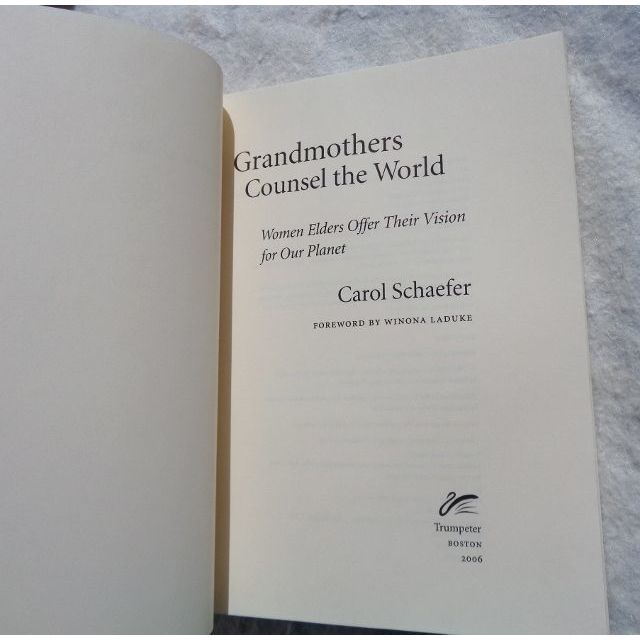 Grandmothers
Counsel the World
Women Elders Offer Their Vision
for Our Planet
Carol Schaefer
FOREWORD BY WINONA LADUKE
Trumpeter
BOSTON
2006